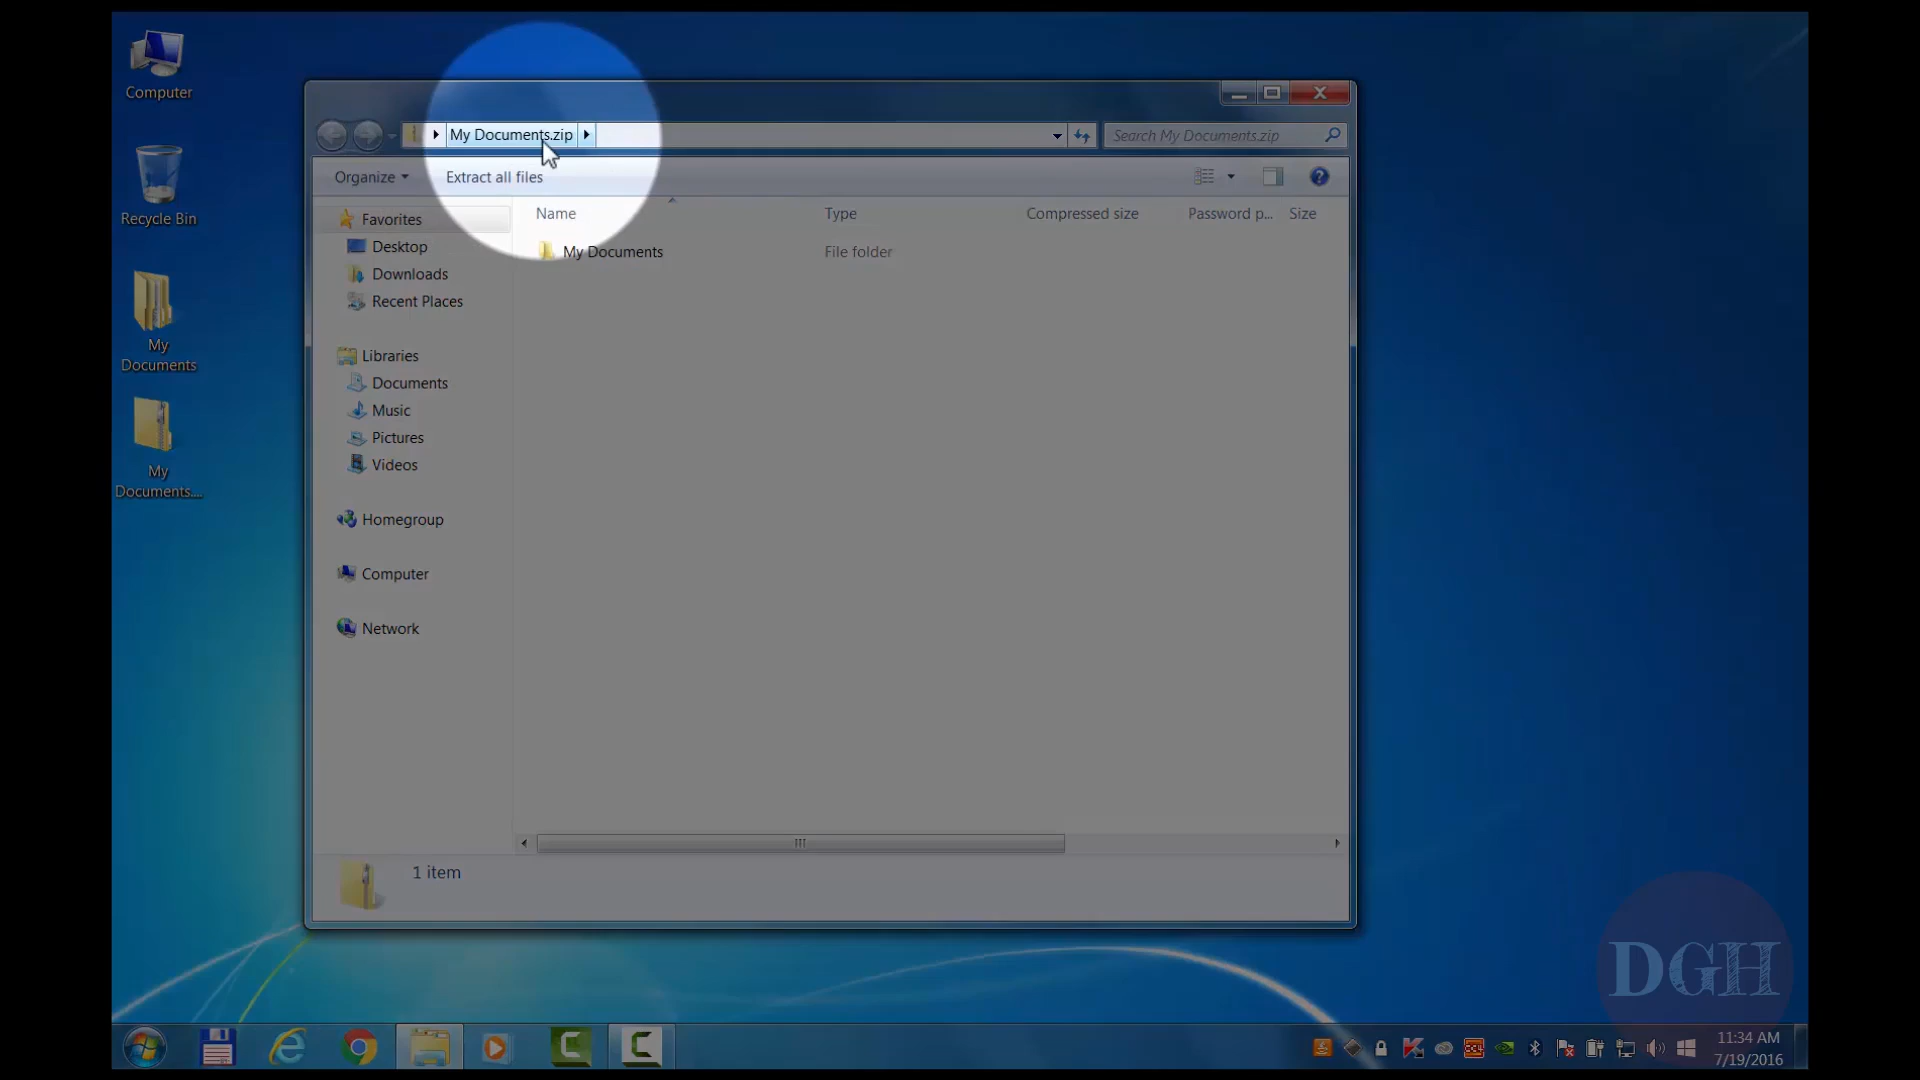 Computer
Recycle Bin
My
Documents
My
Documents....
My Documents.zip
Search My Documents.zip
Organize
Extract all files
Name
Type
Compressed size
Password p...
Size
My Documents
File folder
Favorites
Desktop
Downloads
Recent Places
Libraries
Documents
Music
Pictures
Videos
Homegroup
Computer
Network
1 item
DGH
11:34 AM
7/19/2016